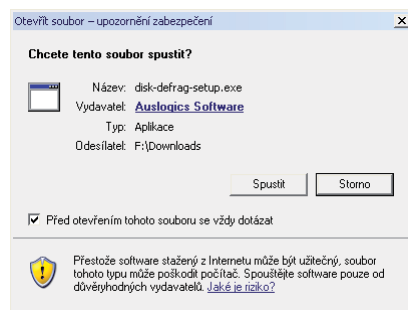 Otevřít soubor – upozornění zabezpečení
Chcete tento soubor spustit?
Název: disk-defrag-setup.exe
Vydavatel: Auslogics Software
Typ: Aplikace
Odesílatel: F:\Downloads
Spustit Storno
Před otevřením tohoto souboru se vždy dotázat
Přestože software stažený z Internetu může být užitečný, soubor
tohoto typu může poškodit počítač. Spouštějte software pouze od
důvěryhodných vydavatelů. Jaké je riziko?